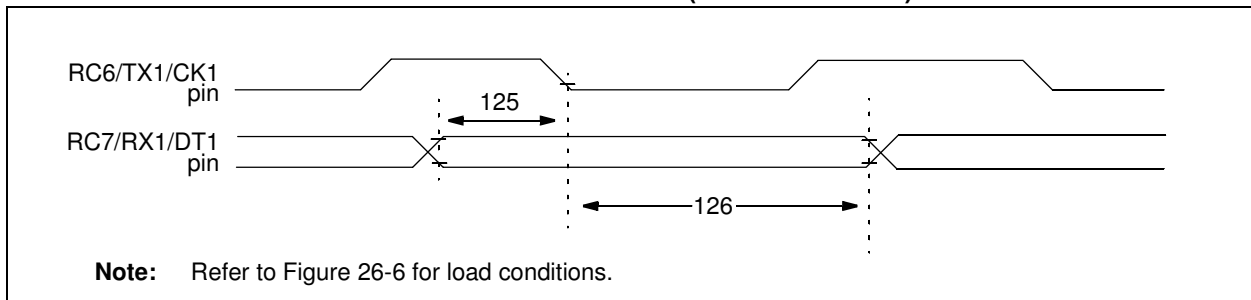 RC6/TX1/CK1
pin
125
RC7/RX1/DT1
pin
126
Note: Refer to Figure 26-6 for load conditions.